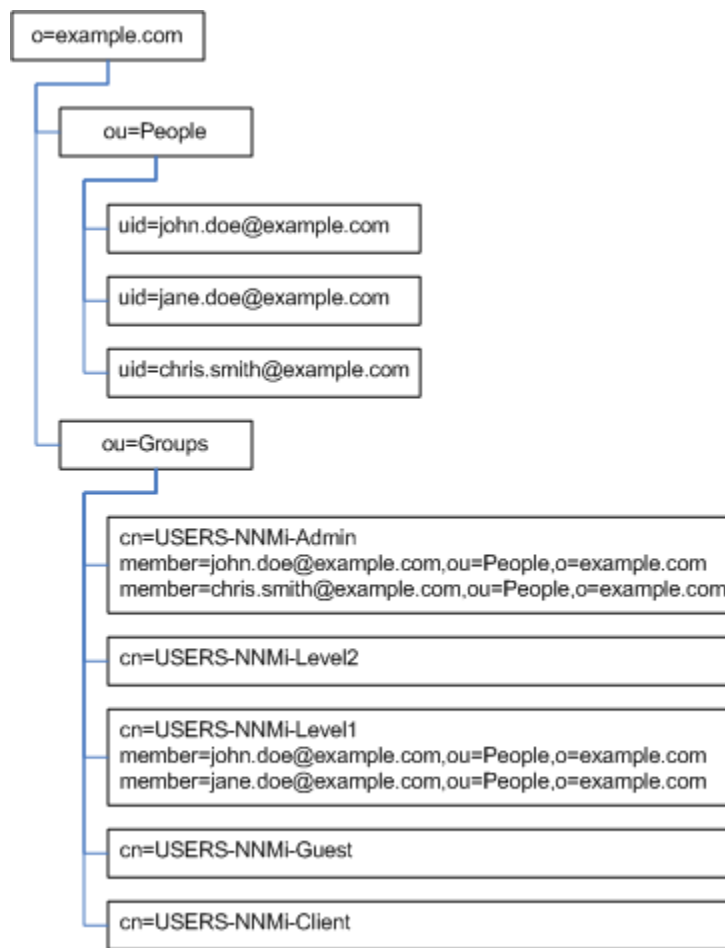 o=example.com
ou=People
uid=john.doe@example.com
uid=jane.doe@example.com
uid=chris.smith@example.com
ou=Groups
cn=USERS-NNMi-Admin
member=john.doe@example.com,ou=People,o=example.com
member=chris.smith@example.com,ou=People,o=example.com
cn=USERS-NNMi-Level2
cn=USERS-NNMi-Level1
member=john.doe@example.com,ou=People,o=example.com
member=jane.doe@example.com,ou=People,o=example.com
cn=USERS-NNMi-Guest
cn=USERS-NNMi-Client